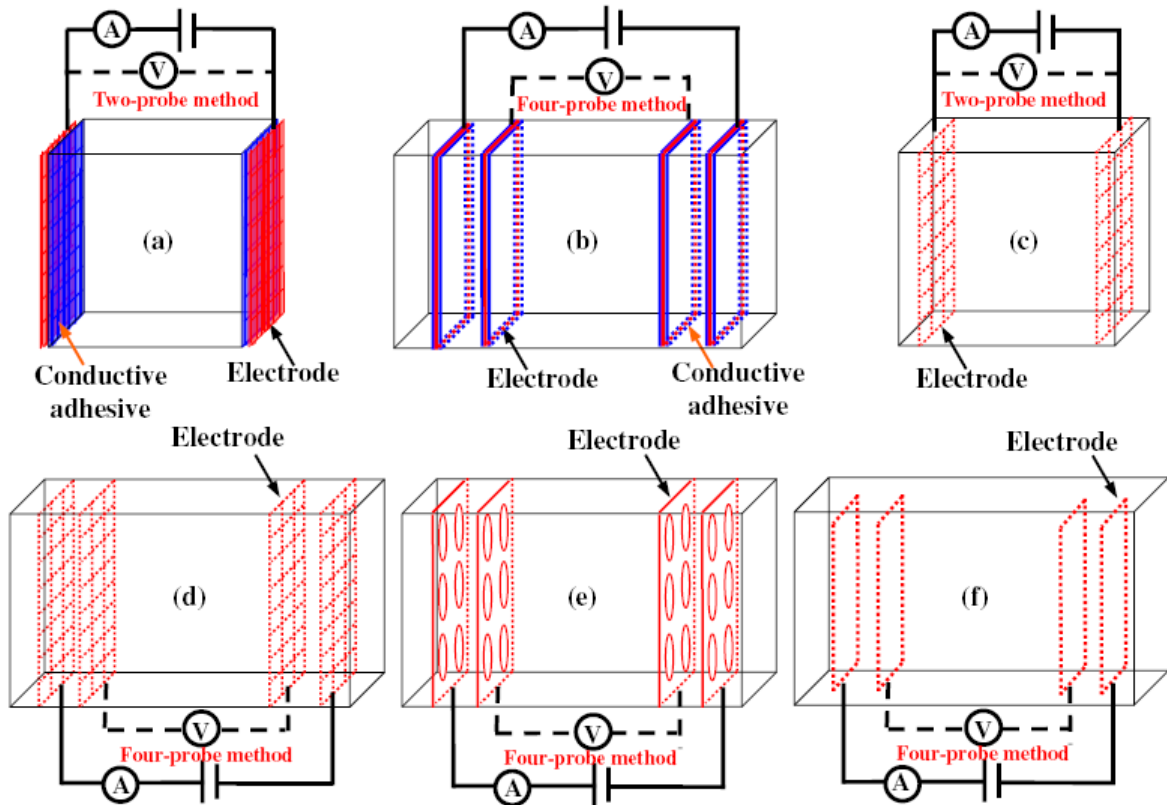 A
V
Two-probe method
(a)
Conductive
adhesive
Electrode
A
V
Four-probe method
(b)
Electrode
Conductive
adhesive
A
V
Two-probe method
(c)
Electrode
Electrode
(d)
V
Four-probe method
A
Electrode
(e)
V
Four-probe method
A
Electrode
(f)
V
Four-probe method
A